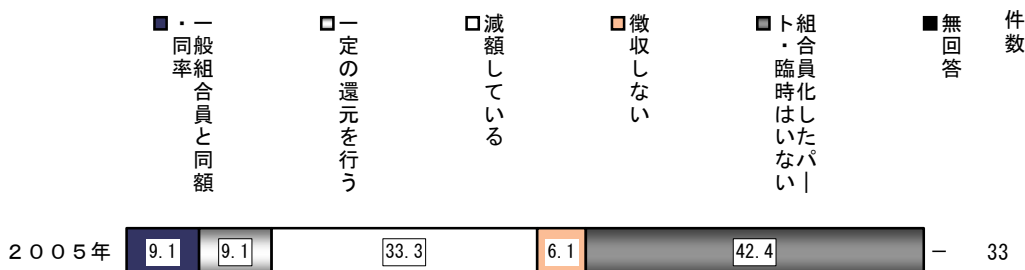 ■一般組合員と同額
・同率
□一定の還元を行う
□減額している
■徴収しない
■組合員化したパー
ト・臨時はいない
■無回答
件数
２００５年 9.1 9.1 33.3 6.1 42.4 － 33